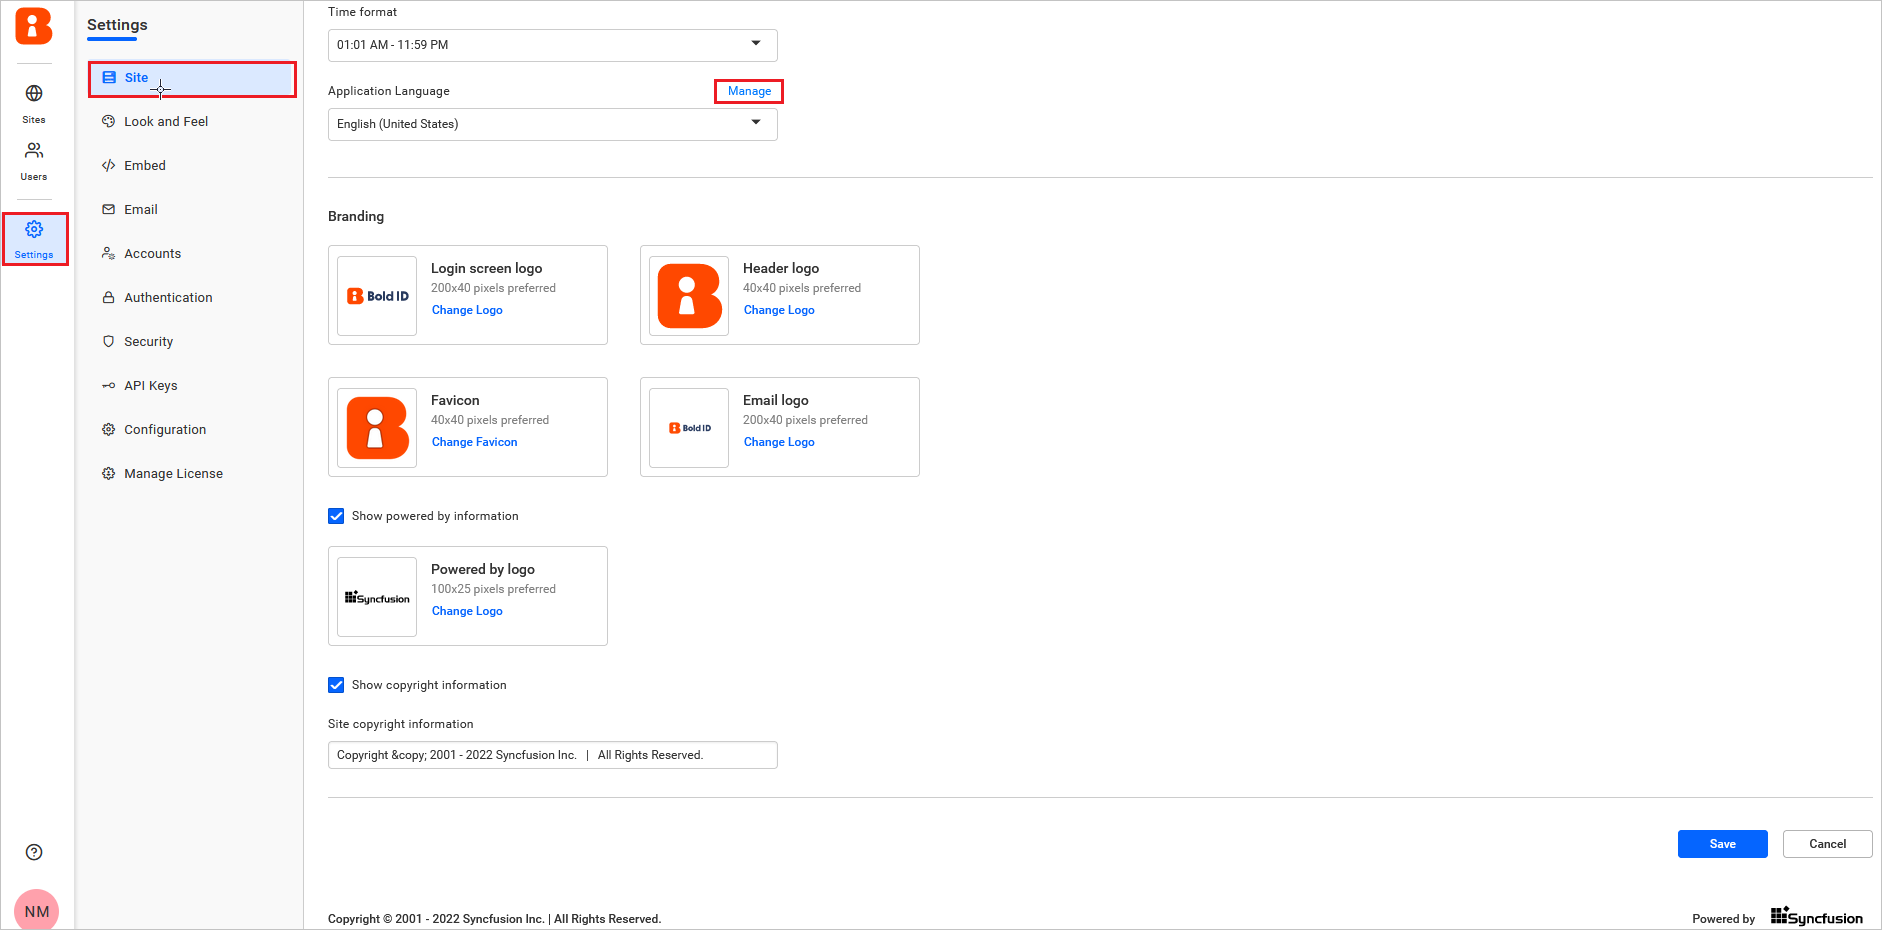 Settings
Sites
Users
Settings
NM
Site
Look and Feel
Embed
Email
Accounts
Authentication
Security
API Keys
Configuration
Manage License
Time format
01:01 AM - 11:59 PM
Application Language
Manage
English (United States)
Branding
Bold ID
Login screen logo
200x40 pixels preferred
Change Logo
Header logo
40x40 pixels preferred
Change Logo
Favicon
40x40 pixels preferred
Change Favicon
Bold ID
Email logo
200x40 pixels preferred
Change Logo
Show powered by information
Syncfusion
Powered by logo
100x25 pixels preferred
Change Logo
Show copyright information
Site copyright information
Copyright &copy; 2001 - 2022 Syncfusion Inc. | All Rights Reserved.
Save
Cancel
Copyright © 2001 - 2022 Syncfusion Inc. | All Rights Reserved.
Powered by Syncfusion